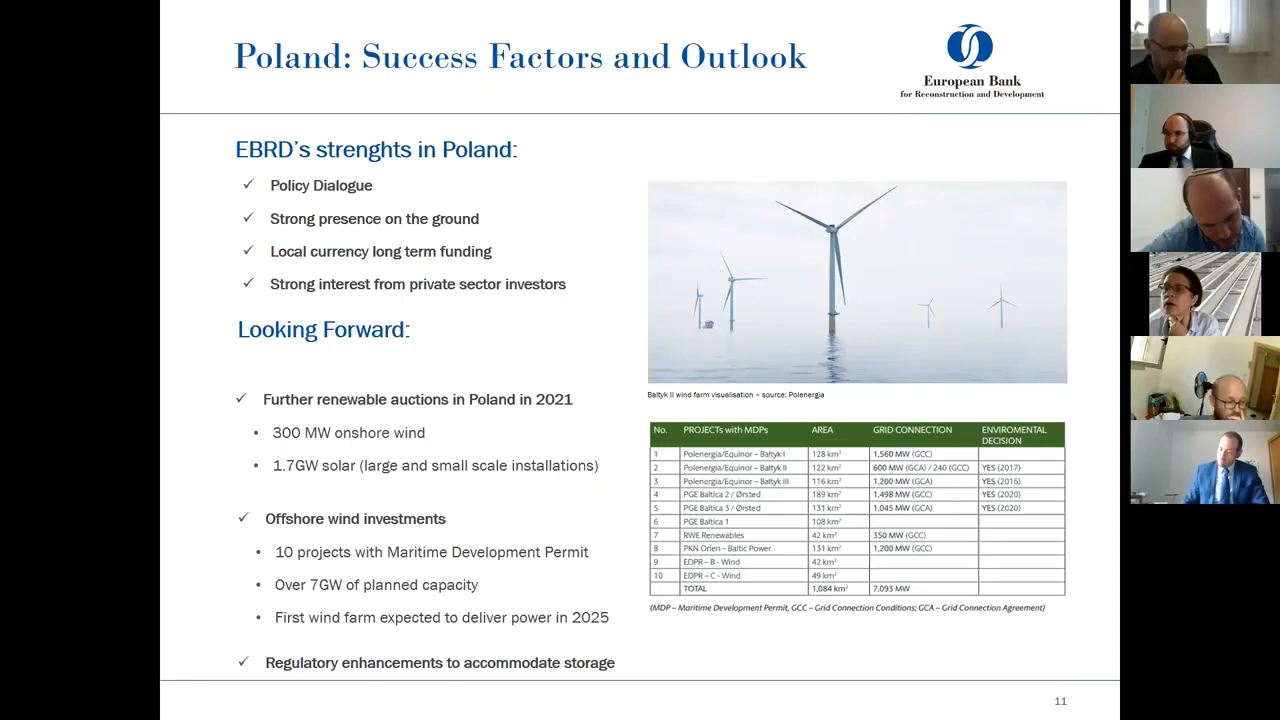 Poland: Success Factors and Outlook
European Bank
for Reconstruction and Development
EBRD's strenghts in Poland:
✓ Policy Dialogue
✓ Strong presence on the ground
✓ Local currency long term funding
✓ Strong interest from private sector investors
Looking Forward:
✓ Further renewable auctions in Poland in 2021
• 300 MW onshore wind
• 1.7GW solar (large and small scale installations)
✓ Offshore wind investments
• 10 projects with Maritime Development Permit
• Over 7GW of planned capacity
• First wind farm expected to deliver power in 2025
✓ Regulatory enhancements to accommodate storage
Bałtyk II wind farm visualisation – source: Polenergia
No. PROJECTs with MDPs AREA GRID CONNECTION ENVIROMENTAL
DECISION
1 Polenergia/Equinor – Bałtyk I 128 km² 1,560 MW (GCC)
2 Polenergia/Equinor – Bałtyk II 122 km² 600 MW (GCA) / 240 (GCC) YES (2017)
3 Polenergia/Equinor – Bałtyk III 116 km² 1,200 MW (GCA) YES (2016)
4 PGE Baltica 2 / Ørsted 189 km² 1,498 MW (GCC) YES (2020)
5 PGE Baltica 3 / Ørsted 131 km² 1,045 MW (GCA) YES (2020)
6 PGE Baltica 1 108 km²
7 RWE Renewables 42 km² 350 MW (GCC)
8 PKN Orlen – Baltic Power 131 km² 1,200 MW (GCC)
9 EDPR – B - Wind 42 km²
10 EDPR – C - Wind 49 km²
TOTAL 1,084 km² 7,093 MW
(MDP – Maritime Development Permit, GCC – Grid Connection Conditions; GCA – Grid Connection Agreement)
11